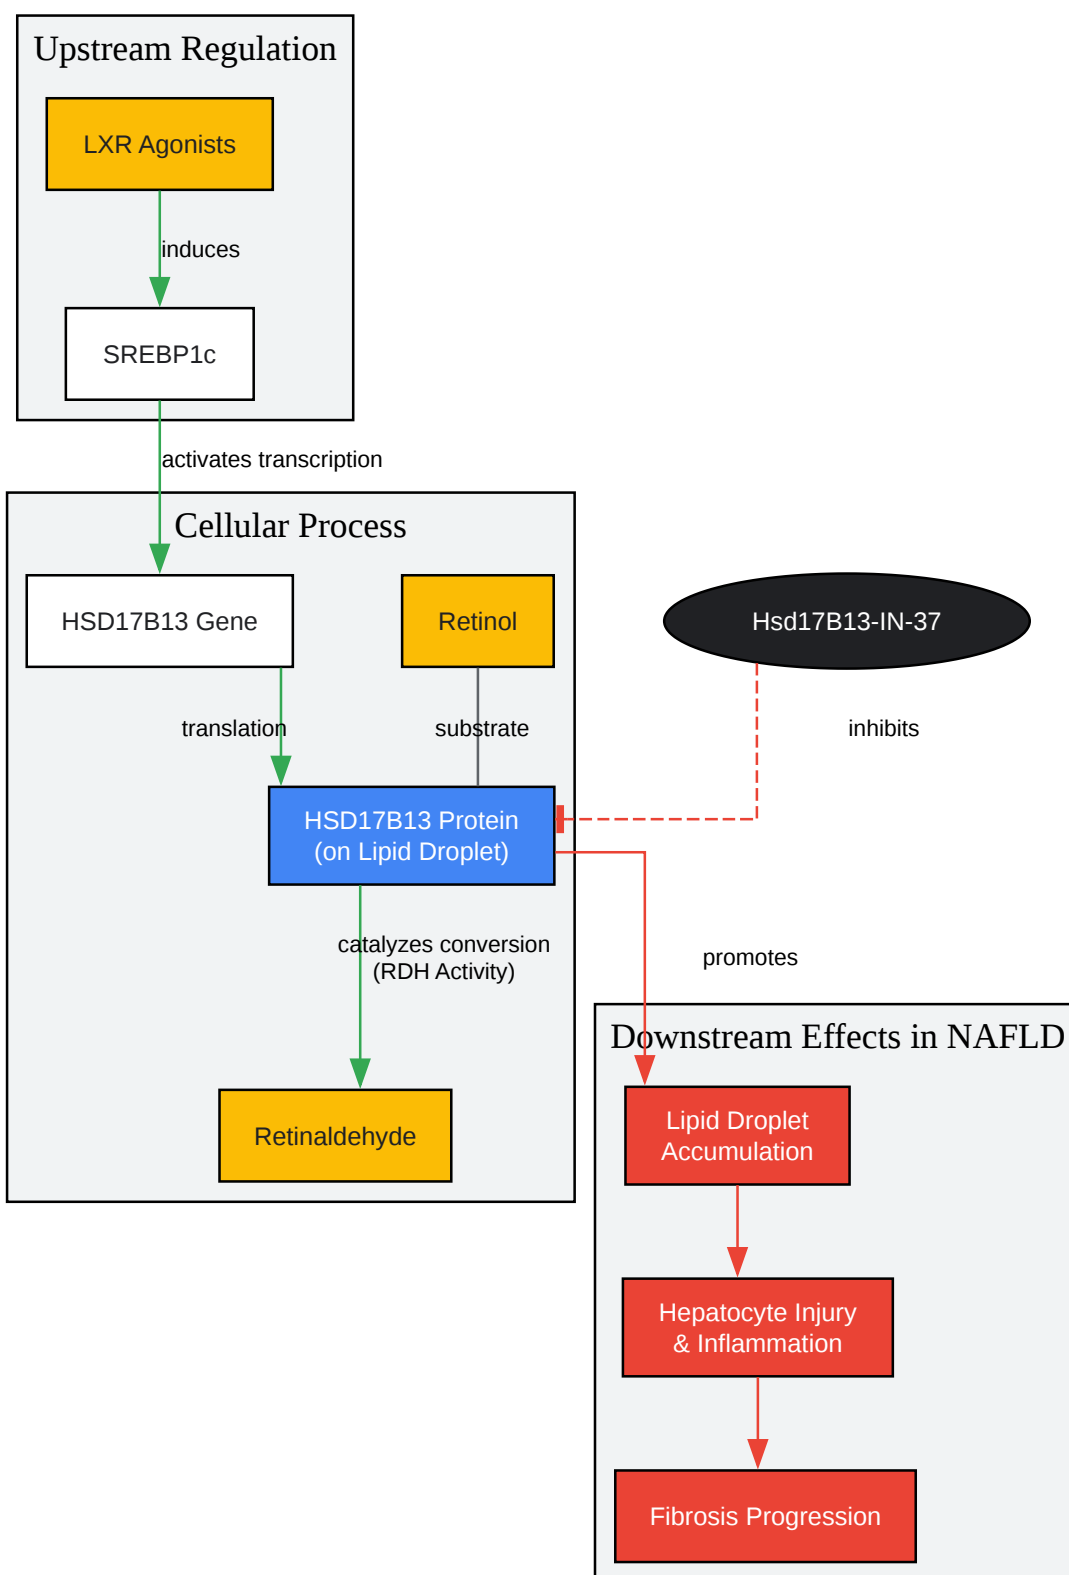 Upstream Regulation
LXR Agonists
induces
SREBP1c
activates transcription
Cellular Process
HSD17B13 Gene
Retinol
Hsd17B13-IN-37
translation
substrate
inhibits
HSD17B13 Protein
(on Lipid Droplet)
catalyzes conversion
(RDH Activity)
promotes
Downstream Effects in NAFLD
Retinaldehyde
Lipid Droplet
Accumulation
Hepatocyte Injury
& Inflammation
Fibrosis Progression